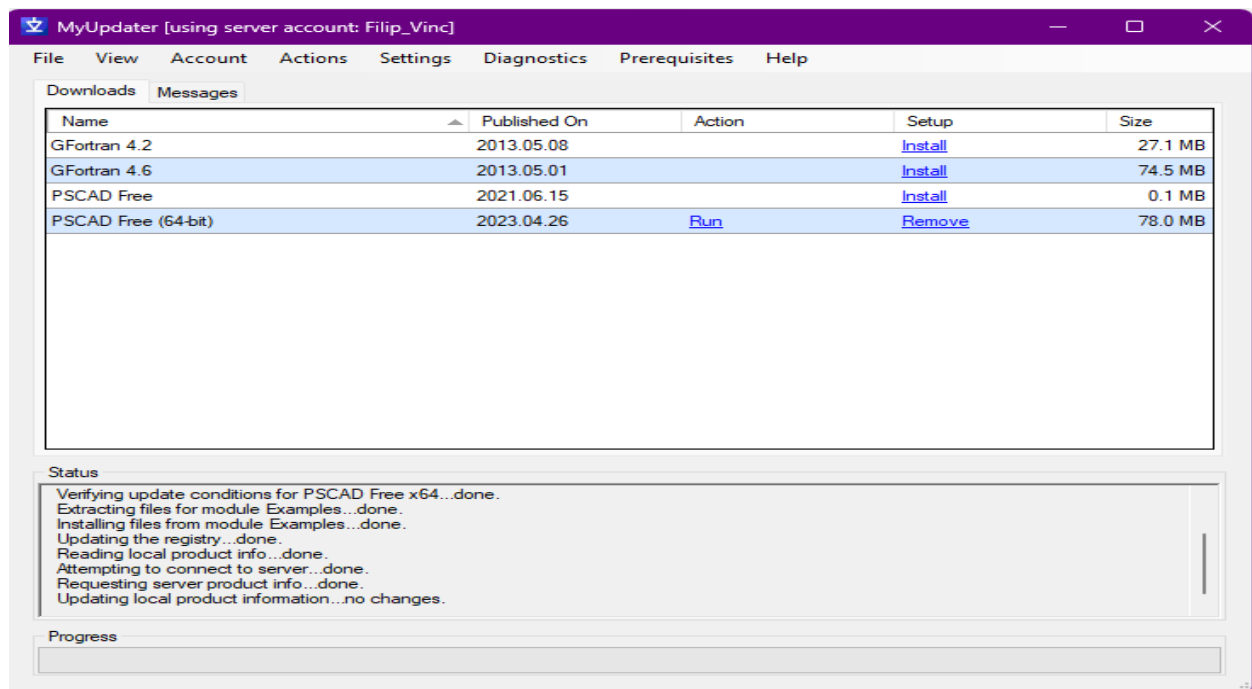 MyUpdater [using server account: Filip_Vinc]
File View Account Actions Settings Diagnostics Prerequisites Help
Downloads Messages
Name Published On Action Setup Size
GFortran 4.2 2013.05.08 Install 27.1 MB
GFortran 4.6 2013.05.01 Install 74.5 MB
PSCAD Free 2021.06.15 Install 0.1 MB
PSCAD Free (64-bit) 2023.04.26 Run Remove 78.0 MB
Status
Verifying update conditions for PSCAD Free x64...done.
Extracting files for module Examples...done.
Installing files from module Examples...done.
Updating the registry...done.
Reading local product info...done.
Attempting to connect to server...done.
Requesting server product info...done.
Updating local product information...no changes.
Progress